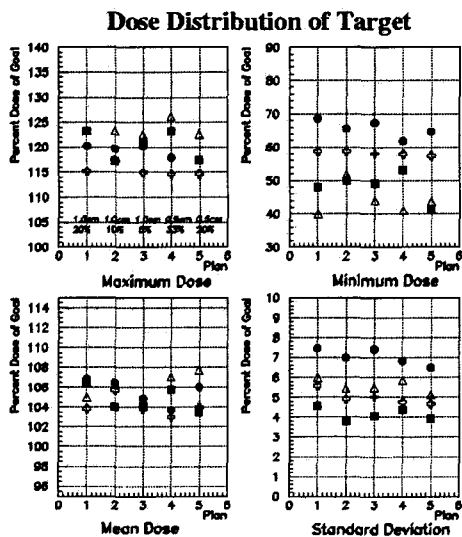 Dose Distribution of Target
Percent Dose of Goal
140
135
130
125
120
115
110
105
100
1.0cm 1.0cm 1.0cm 0.5cm 0.5cm
20% 10% 20%
0 1 2 3 4 5 6
Plan
Maximum Dose
Percent Dose of Goal
90
80
70
60
50
40
30
0 1 2 3 4 5 6
Plan
Minimum Dose
Percent Dose of Goal
114
112
110
108
106
104
102
100
98
96
0 1 2 3 4 5 6
Plan
Mean Dose
Percent Dose of Goal
10
9
8
7
6
5
4
3
2
1
0
0 1 2 3 4 5 6
Plan
Standard Deviation